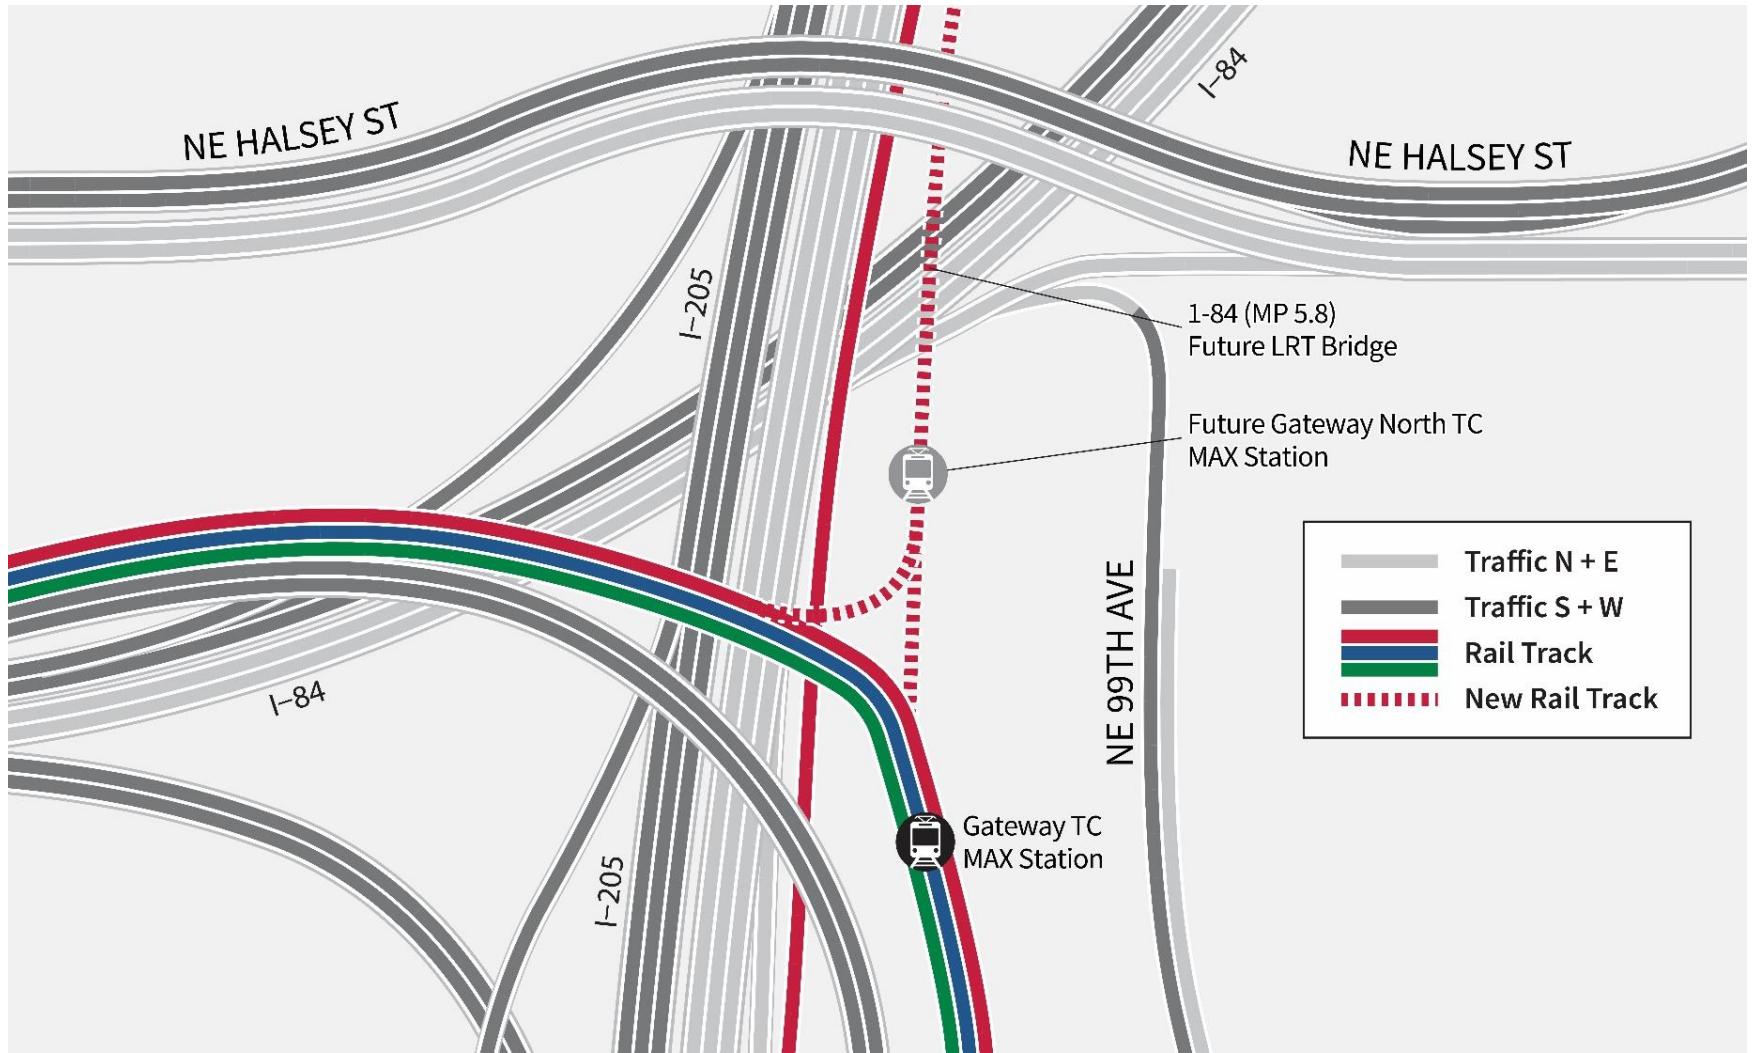 I–84
NE HALSEY ST
NE HALSEY ST
I–205
1-84 (MP 5.8)
Future LRT Bridge
Future Gateway North TC
MAX Station
Traffic N + E
Traffic S + W
Rail Track
New Rail Track
NE 99TH AVE
I–84
Gateway TC
MAX Station
I–205